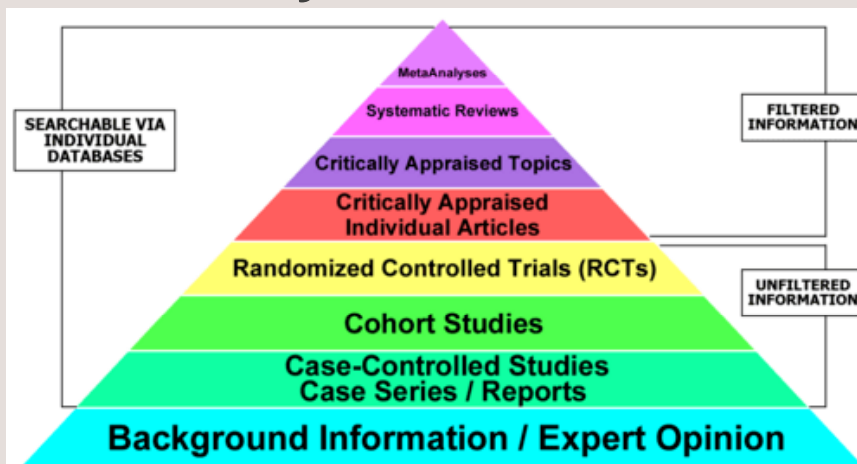 MetaAnalyses
Systematic Reviews
SEARCHABLE VIA
INDIVIDUAL
DATABASES
FILTERED
INFORMATION
Critically Appraised Topics
Critically Appraised
Individual Articles
Randomized Controlled Trials (RCTs)
UNFILTERED
INFORMATION
Cohort Studies
Case-Controlled Studies
Case Series / Reports
Background Information / Expert Opinion